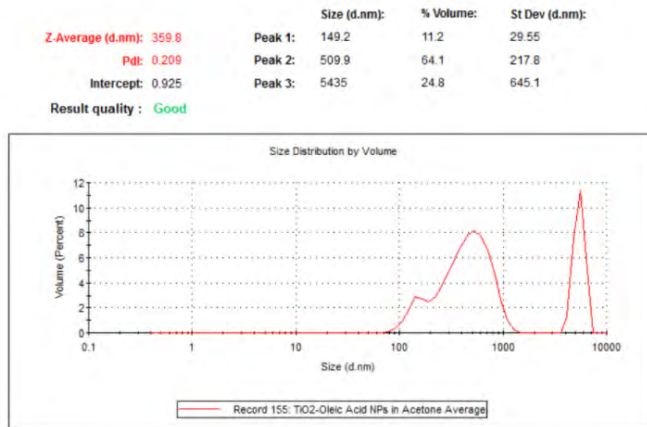 Size (d.nm): % Volume: St Dev (d.nm):
Z-Average (d.nm): 359.8 Peak 1: 149.2 11.2 29.55
PdI: 0.209 Peak 2: 509.9 64.1 217.8
Intercept: 0.925 Peak 3: 5435 24.8 645.1
Result quality : Good
Size Distribution by Volume
Volume (Percent)
12
10
8
6
4
2
0
0.1 1 10 100 1000 10000
Size (d.nm)
Record 155: TiO2-Oleic Acid NPs in Acetone Average